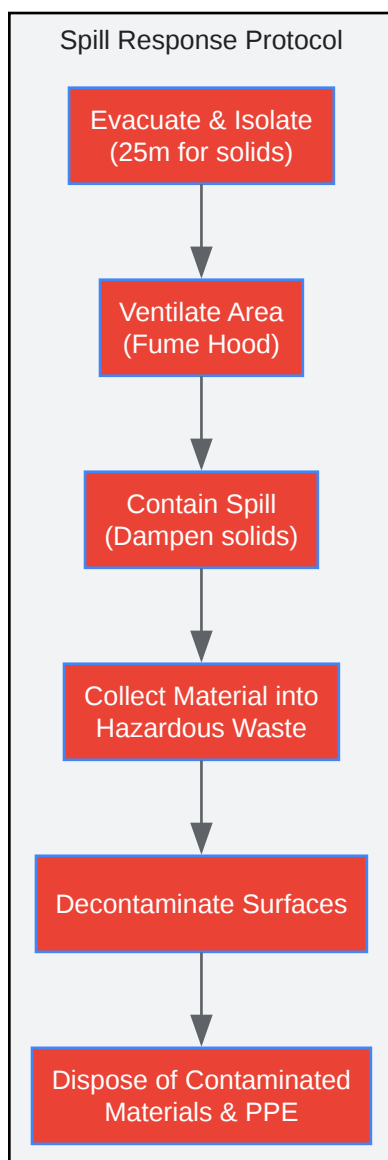 Spill Response Protocol
Evacuate & Isolate
(25m for solids)
Ventilate Area
(Fume Hood)
Contain Spill
(Dampen solids)
Collect Material into
Hazardous Waste
Decontaminate Surfaces
Dispose of Contaminated
Materials & PPE